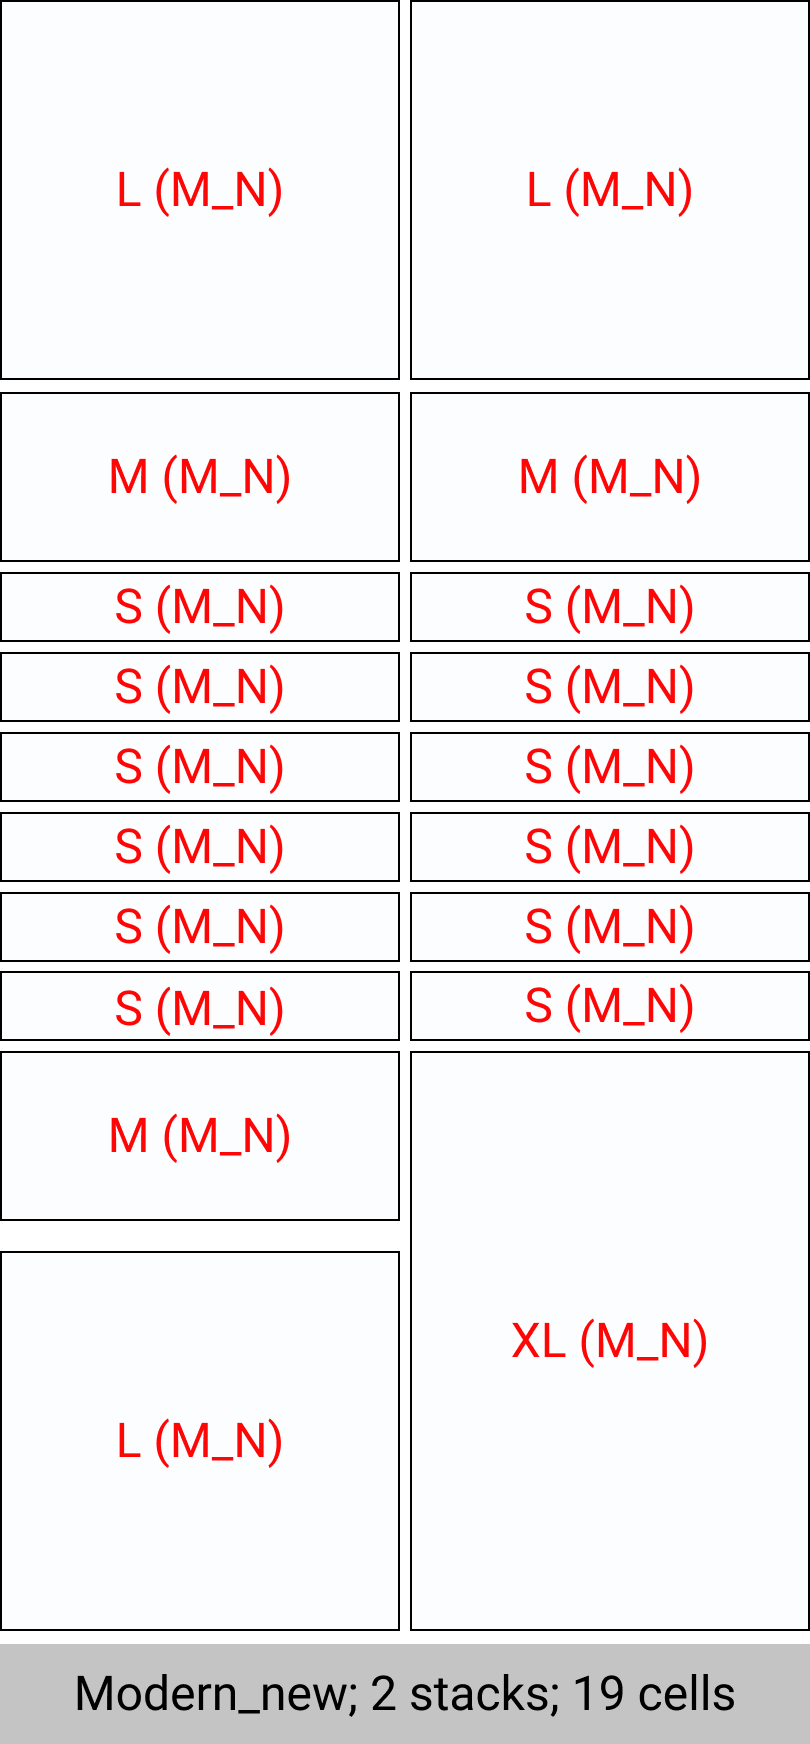 L (M_N) L (M_N)
M (M_N) M (M_N)
S (M_N) S (M_N)
S (M_N) S (M_N)
S (M_N) S (M_N)
S (M_N) S (M_N)
S (M_N) S (M_N)
S (M_N) S (M_N)
M (M_N)
XL (M_N)
L (M_N)
Modern_new; 2 stacks; 19 cells